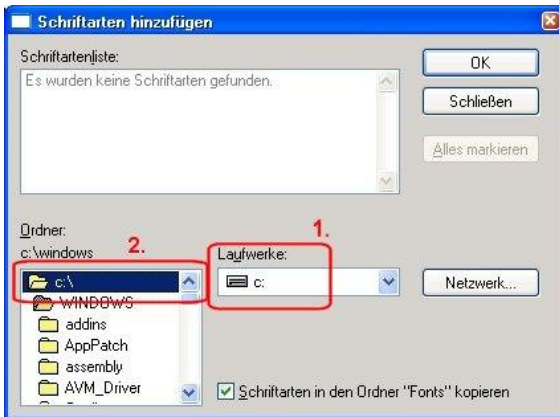 Schriftarten hinzufügen
Schriftartenliste:
Es wurden keine Schriftarten gefunden.
OK
Schließen
Alles markieren
Ordner:
c:\windows
2.
1.
Laufwerke:
c:\
c:
Netzwerk...
WINDOWS
addins
AppPatch
assembly
AVM_Driver
Schriftarten in den Ordner "Fonts" kopieren